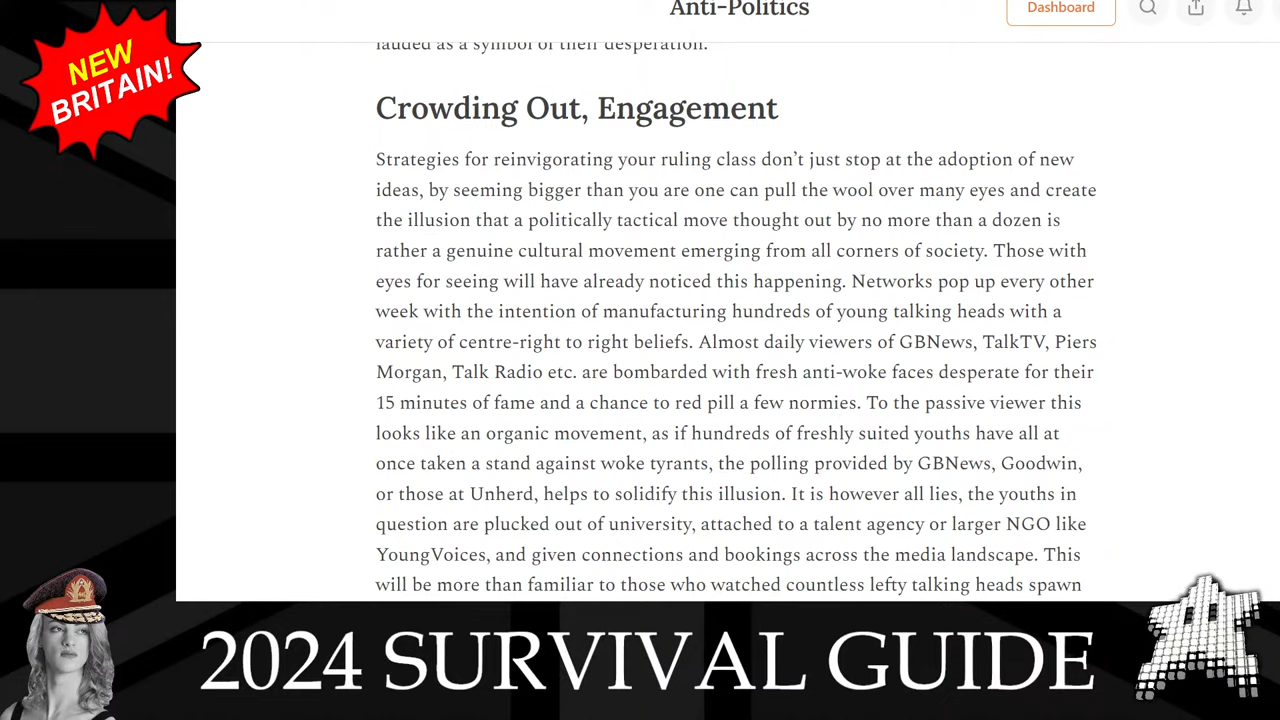 Anti-Politics
Dashboard
NEW
BRITAIN!
lauded as a symbol of their desperation.
Crowding Out, Engagement
Strategies for reinvigorating your ruling class don’t just stop at the adoption of new
ideas, by seeming bigger than you are one can pull the wool over many eyes and create
the illusion that a politically tactical move thought out by no more than a dozen is
rather a genuine cultural movement emerging from all corners of society. Those with
eyes for seeing will have already noticed this happening. Networks pop up every other
week with the intention of manufacturing hundreds of young talking heads with a
variety of centre-right to right beliefs. Almost daily viewers of GBNews, TalkTV, Piers
Morgan, Talk Radio etc. are bombarded with fresh anti-woke faces desperate for their
15 minutes of fame and a chance to red pill a few normies. To the passive viewer this
looks like an organic movement, as if hundreds of freshly suited youths have all at
once taken a stand against woke tyrants, the polling provided by GBNews, Goodwin,
or those at Unherd, helps to solidify this illusion. It is however all lies, the youths in
question are plucked out of university, attached to a talent agency or larger NGO like
YoungVoices, and given connections and bookings across the media landscape. This
will be more than familiar to those who watched countless lefty talking heads spawn
2024 SURVIVAL GUIDE